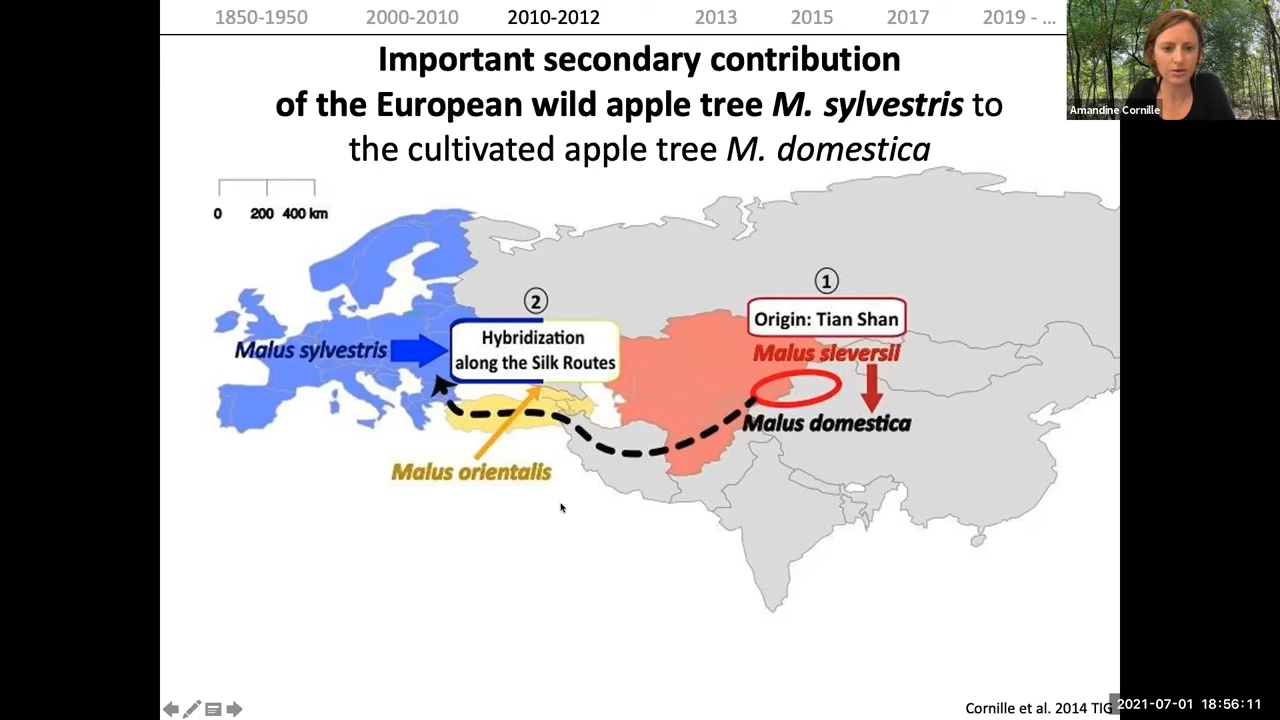 1850-1950 2000-2010 2010-2012 2013 2015 2017 2019 - ...
Important secondary contribution
of the European wild apple tree M. sylvestris to
the cultivated apple tree M. domestica
Amandine Cornille
0 200 400 km
1
Origin: Tian Shan
Malus sieversii
Malus domestica
2
Hybridization
along the Silk Routes
Malus sylvestris
Malus orientalis
Cornille et al. 2014 TIG
2021-07-01 18:56:11